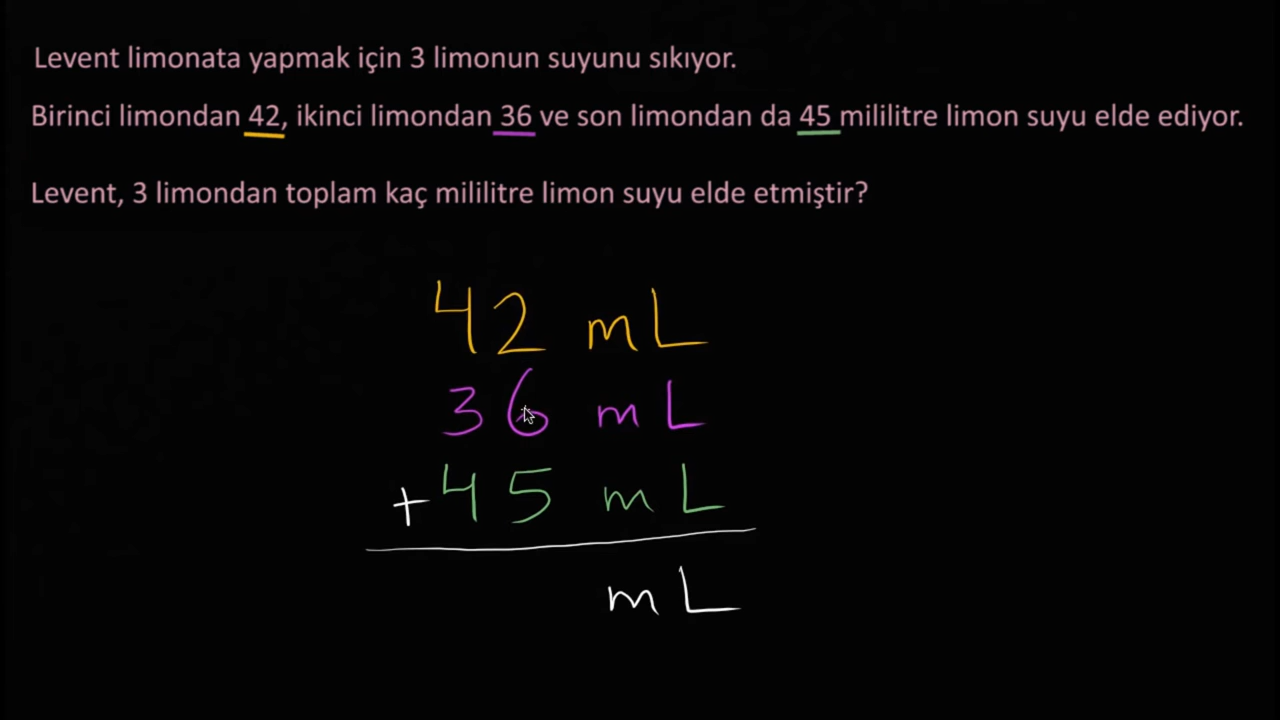 Levent limonata yapmak için 3 limonun suyunu sıkıyor.
Birinci limondan 42, ikinci limondan 36 ve son limondan da 45 mililitre limon suyu elde ediyor.
Levent, 3 limondan toplam kaç mililitre limon suyu elde etmiştir?
42 mL
36 mL
+45 mL
mL